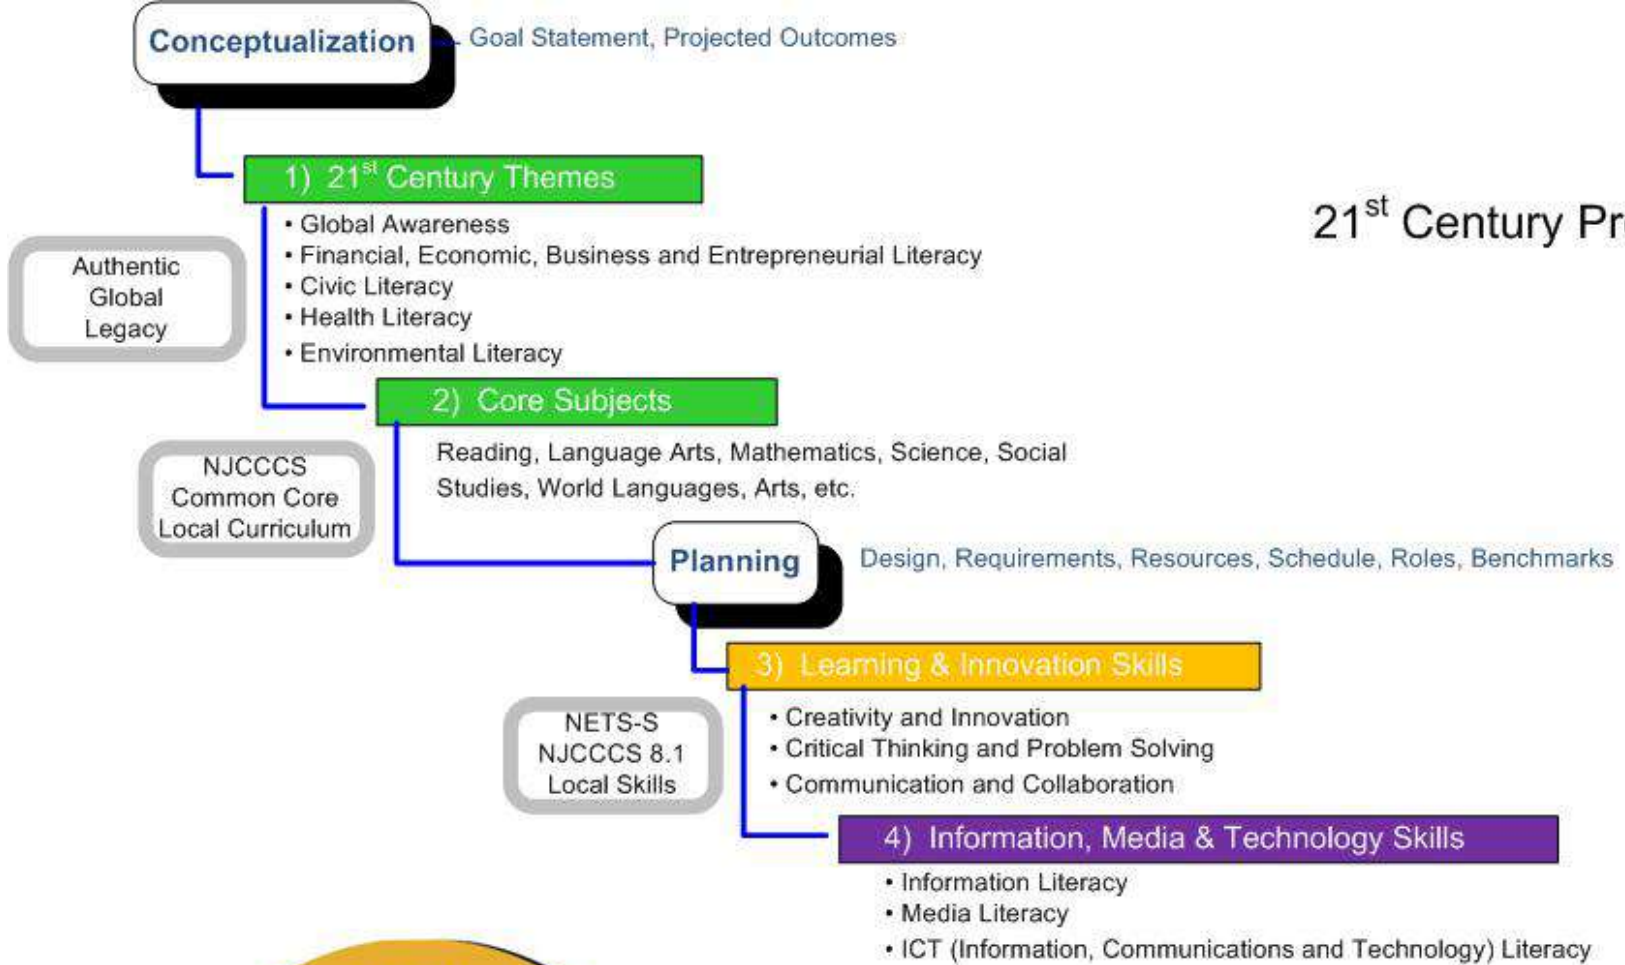 Conceptualization
Goal Statement, Projected Outcomes
1) 21st Century Themes
• Global Awareness
• Financial, Economic, Business and Entrepreneurial Literacy
• Civic Literacy
• Health Literacy
• Environmental Literacy
Authentic
Global
Legacy
21st Century
2) Core Subjects
Reading, Language Arts, Mathematics, Science, Social
Studies, World Languages, Arts, etc.
NJCCCS
Common Core
Local Curriculum
Planning
Design, Requirements, Resources, Schedule, Roles, Benchmarks
3) Learning & Innovation Skills
• Creativity and Innovation
• Critical Thinking and Problem Solving
• Communication and Collaboration
NETS-S
NJCCCS 8.1
Local Skills
4) Information, Media & Technology Skills
• Information Literacy
• Media Literacy
• ICT (Information, Communications and Technology) Literacy